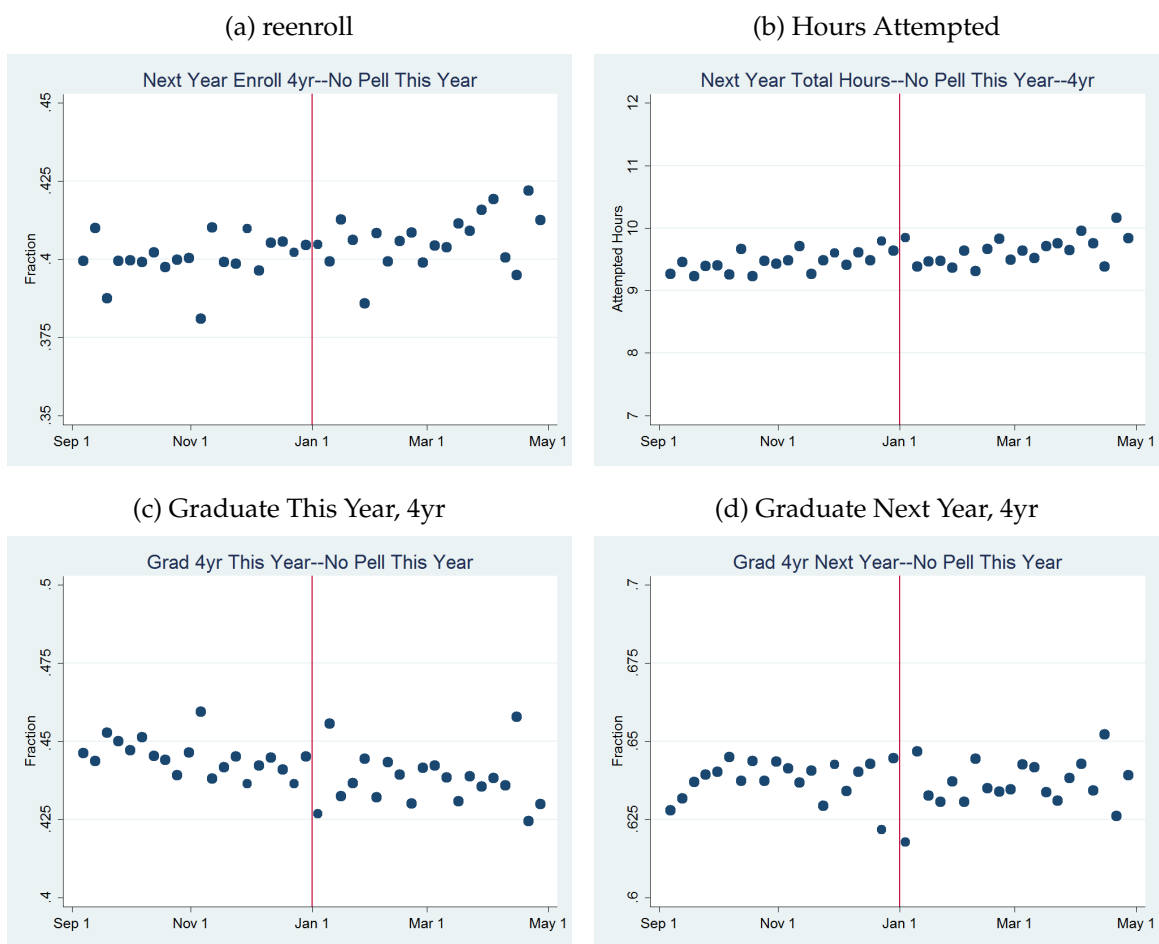 (a) reenroll
Next Year Enroll 4yr--No Pell This Year
Fraction
.45
.425
.4
.375
.35
Sep 1
Nov 1
Jan 1
Mar 1
May 1
(b) Hours Attempted
Next Year Total Hours--No Pell This Year--4yr
Attempted Hours
12
11
10
9
8
7
Sep 1
Nov 1
Jan 1
Mar 1
May 1
(c) Graduate This Year, 4yr
Grad 4yr This Year--No Pell This Year
Fraction
.5
.475
.45
.425
.4
Sep 1
Nov 1
Jan 1
Mar 1
May 1
(d) Graduate Next Year, 4yr
Grad 4yr Next Year--No Pell This Year
Fraction
.7
.675
.65
.625
.6
Sep 1
Nov 1
Jan 1
Mar 1
May 1